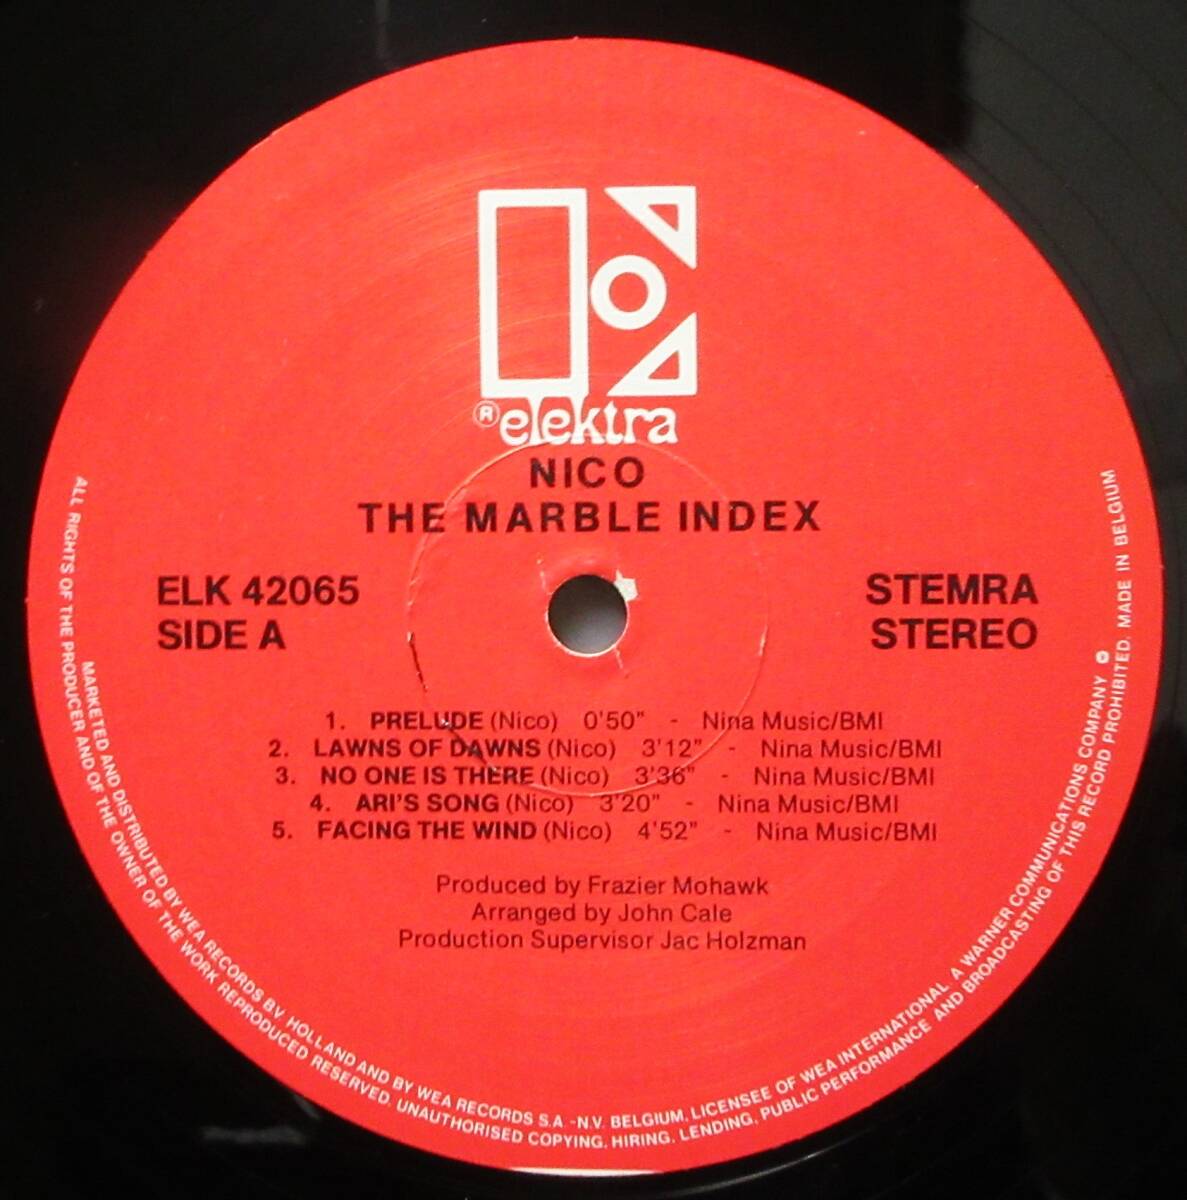 ® elektra
NICO
THE MARBLE INDEX
ELK 42065
SIDE A
STEMRA
STEREO
1. PRELUDE (Nico) 0'50" - Nina Music/BMI
2. LAWNS OF DAWNS (Nico) 3'12" - Nina Music/BMI
3. NO ONE IS THERE (Nico) 3'36" - Nina Music/BMI
4. ARI'S SONG (Nico) 3'20" - Nina Music/BMI
5. FACING THE WIND (Nico) 4'52" - Nina Music/BMI
Produced by Frazier Mohawk
Arranged by John Cale
Production Supervisor Jac Holzman
MARKETED AND DISTRIBUTED BY WEA RECORDS B.V. HOLLAND AND BY WEA RECORDS S.A.-N.V. BELGIUM. LICENSEE OF WEA INTERNATIONAL A WARNER COMMUNICATIONS COMPANY
ALL RIGHTS OF THE PRODUCER AND OF THE OWNER OF THE WORK REPRODUCED RESERVED. UNAUTHORISED COPYING, HIRING, LENDING, PUBLIC PERFORMANCE AND BROADCASTING OF THIS RECORD PROHIBITED. MADE IN BELGIUM